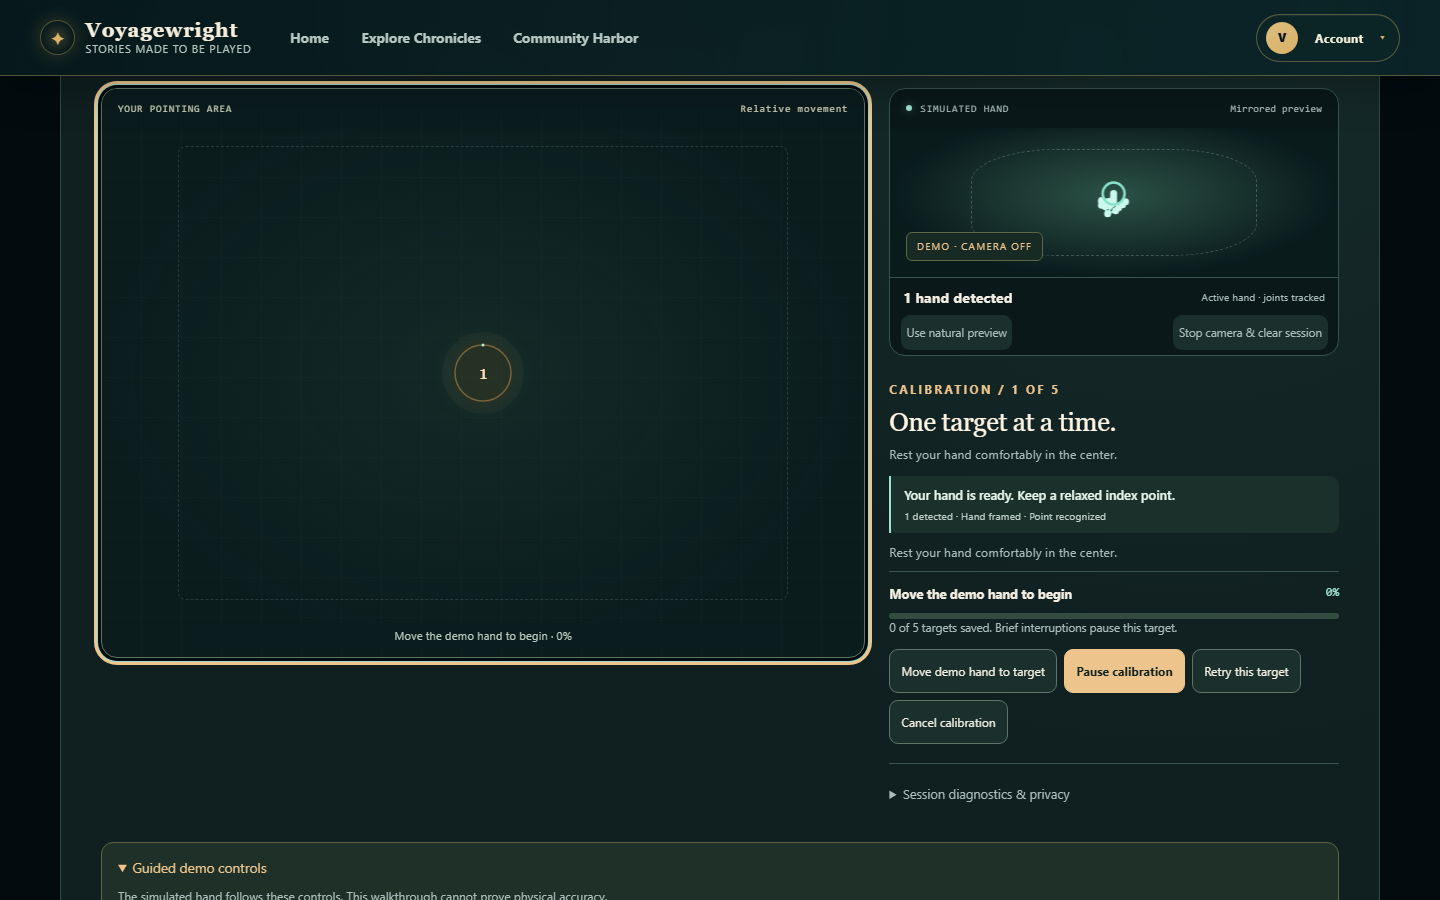 Voyagewright
STORIES MADE TO BE PLAYED
Home
Explore Chronicles
Community Harbor
V
Account
YOUR POINTING AREA
Relative movement
1
Move the demo hand to begin · 0%
SIMULATED HAND
Mirrored preview
DEMO · CAMERA OFF
1 hand detected
Active hand · joints tracked
Use natural preview
Stop camera & clear session
CALIBRATION / 1 OF 5
One target at a time.
Rest your hand comfortably in the center.
Your hand is ready. Keep a relaxed index point.
1 detected · Hand framed · Point recognized
Rest your hand comfortably in the center.
Move the demo hand to begin
0%
0 of 5 targets saved. Brief interruptions pause this target.
Move demo hand to target
Pause calibration
Retry this target
Cancel calibration
Session diagnostics & privacy
Guided demo controls
The simulated hand follows these controls. This walkthrough cannot prove physical accuracy.